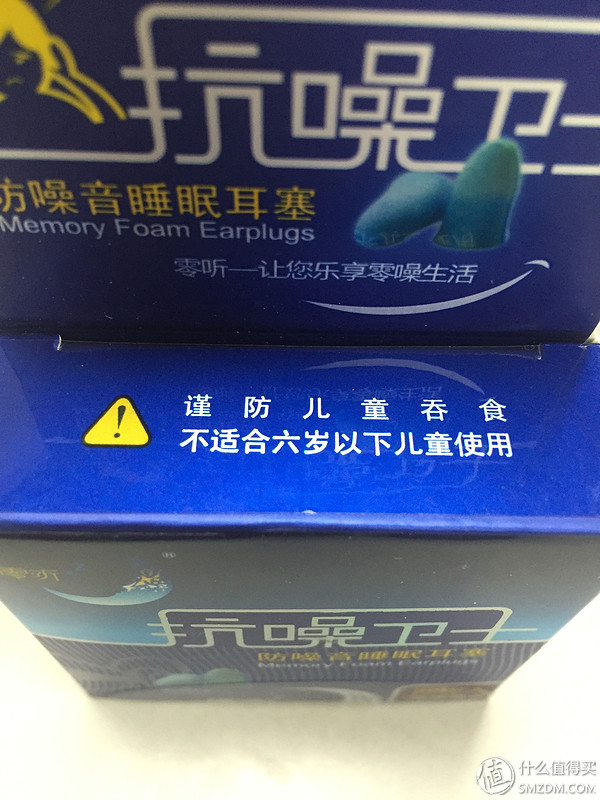 抗噪卫士
防噪音睡眠耳塞
Memory Foam Earplugs
零听—让您乐享零噪生活
谨防儿童吞食
不适合六岁以下儿童使用
零听
®
抗噪卫士
防噪音睡眠耳塞
Memory Foam Earplugs
值 什么值得买
SMZDM.COM